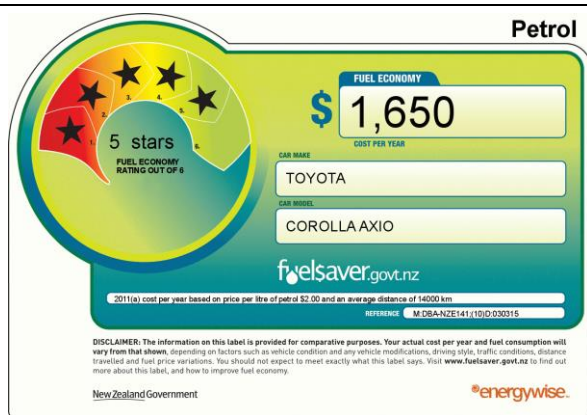 Petrol
FUEL ECONOMY
$ 1,650
COST PER YEAR
1.
2.
3.
4.
5.
6.
5 stars
FUEL ECONOMY
RATING OUT OF 6
CAR MAKE
TOYOTA
CAR MODEL
COROLLA AXIO
fuelsaver.govt.nz
2011(a) cost per year based on price per litre of petrol $2.00 and an average distance of 14000 km
REFERENCE M:DBA-NZE141;(10)D:030315
DISCLAIMER: The information on this label is provided for comparative purposes. Your actual cost per year and fuel consumption will
vary from that shown, depending on factors such as vehicle condition and any vehicle modifications, driving style, traffic conditions, distance
travelled and fuel price variations. You should not expect to meet exactly what this label says. Visit www.fuelsaver.govt.nz to find out
more about this label, and how to improve fuel economy.
New Zealand Government
energywise.